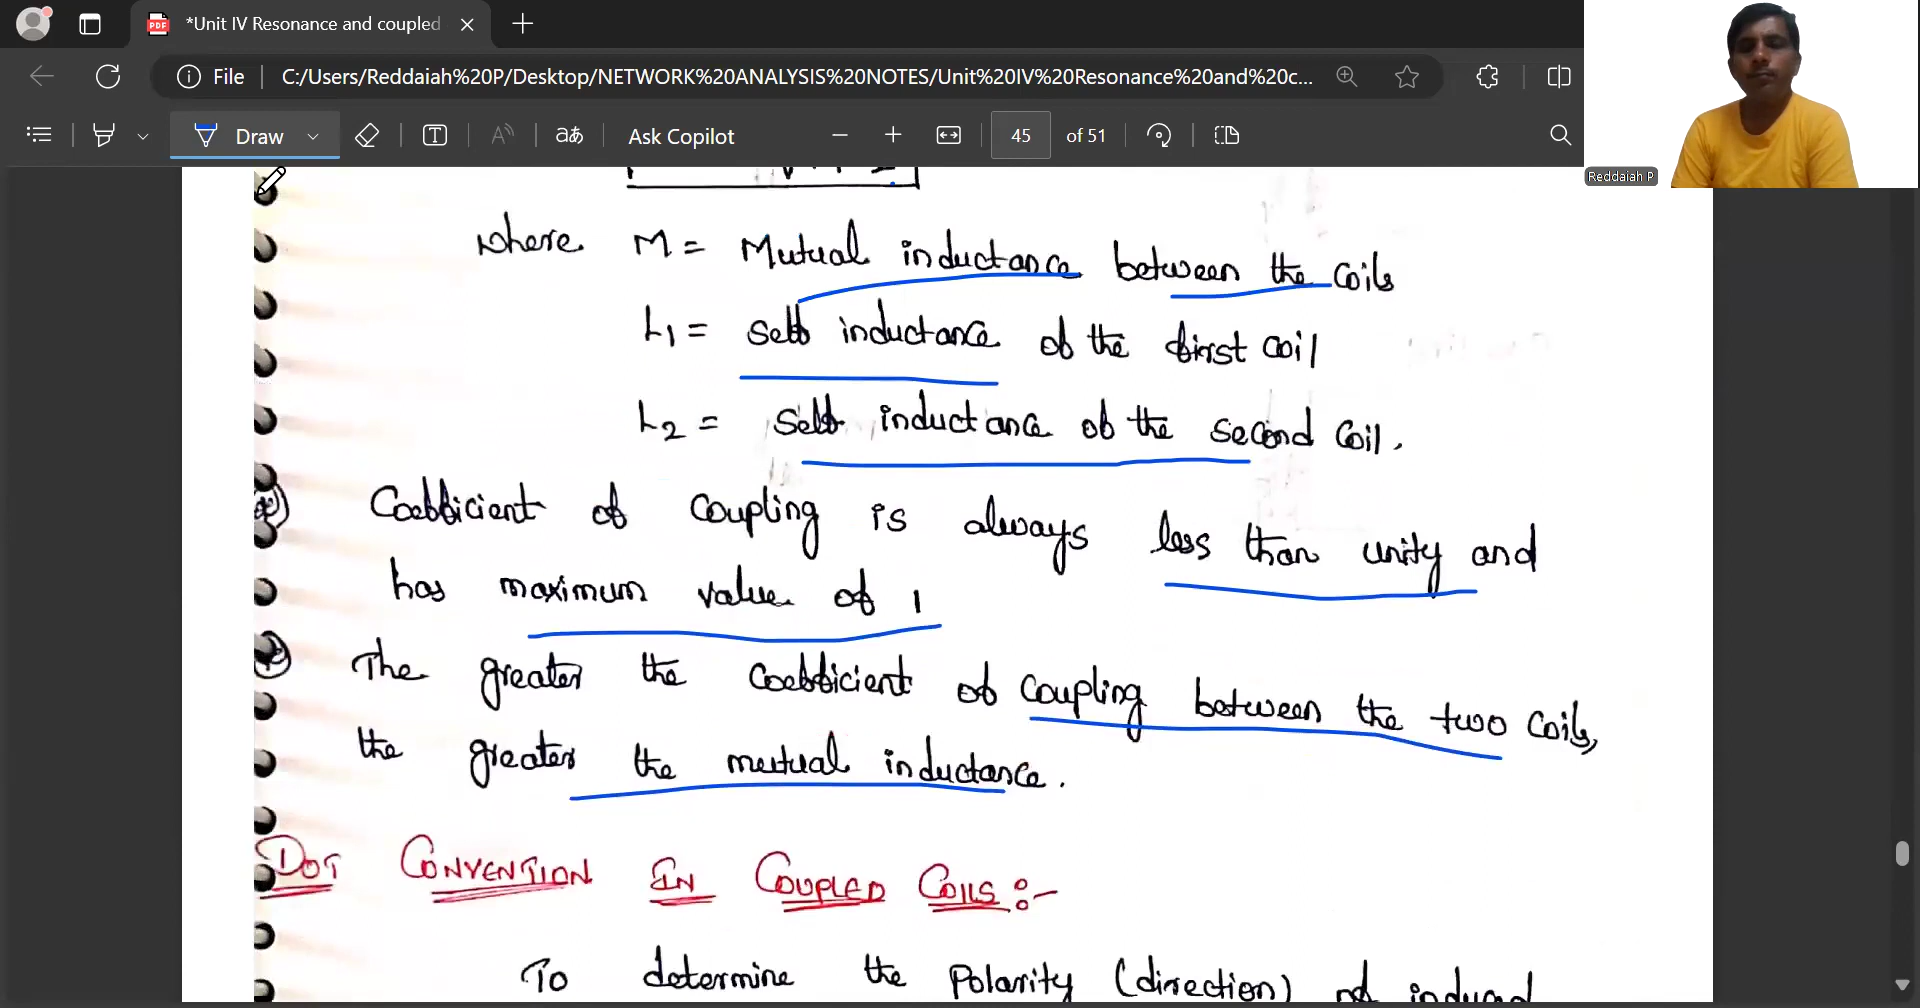 *Unit IV Resonance and coupled
File C:/Users/Reddaiah%20P/Desktop/NETWORK%20ANALYSIS%20NOTES/Unit%20IV%20Resonance%20and%20c...
Draw Ask Copilot 45 of 51
Reddaiah P
where M = Mutual inductance between the coils
L1 = self inductance of the first coil
L2 = self inductance of the second coil.
Coefficient of coupling is always less than unity and
has maximum value of 1
The greater the coefficient of coupling between the two coils,
the greater the mutual inductance.
DOT CONVENTION IN COUPLED COILS:-
To determine the polarity (direction) of induced